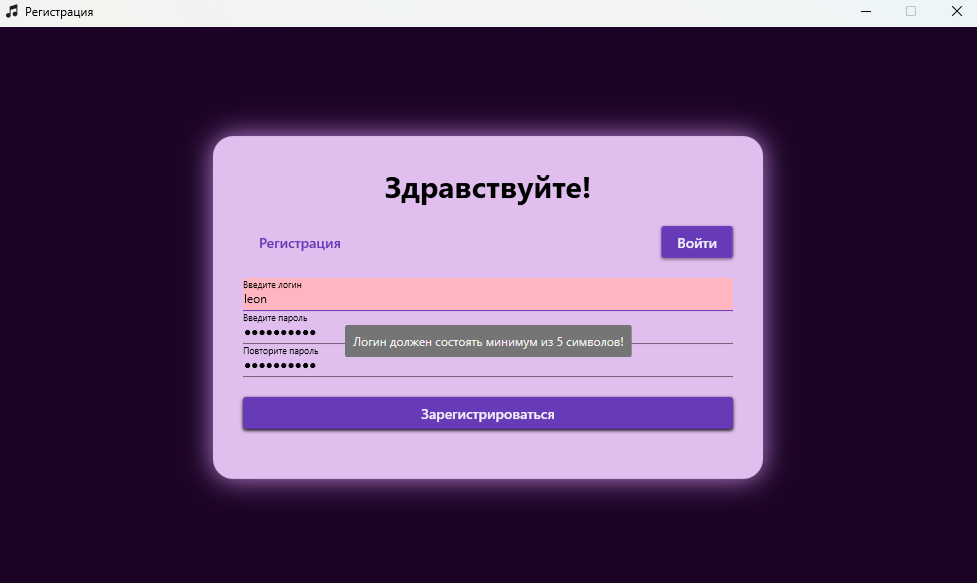 Регистрация
Здравствуйте!
Регистрация
Войти
Введите логин
leon
Введите пароль
●●●●●●●●●●
Логин должен состоять минимум из 5 символов!
Повторите пароль
●●●●●●●●●●
Зарегистрироваться